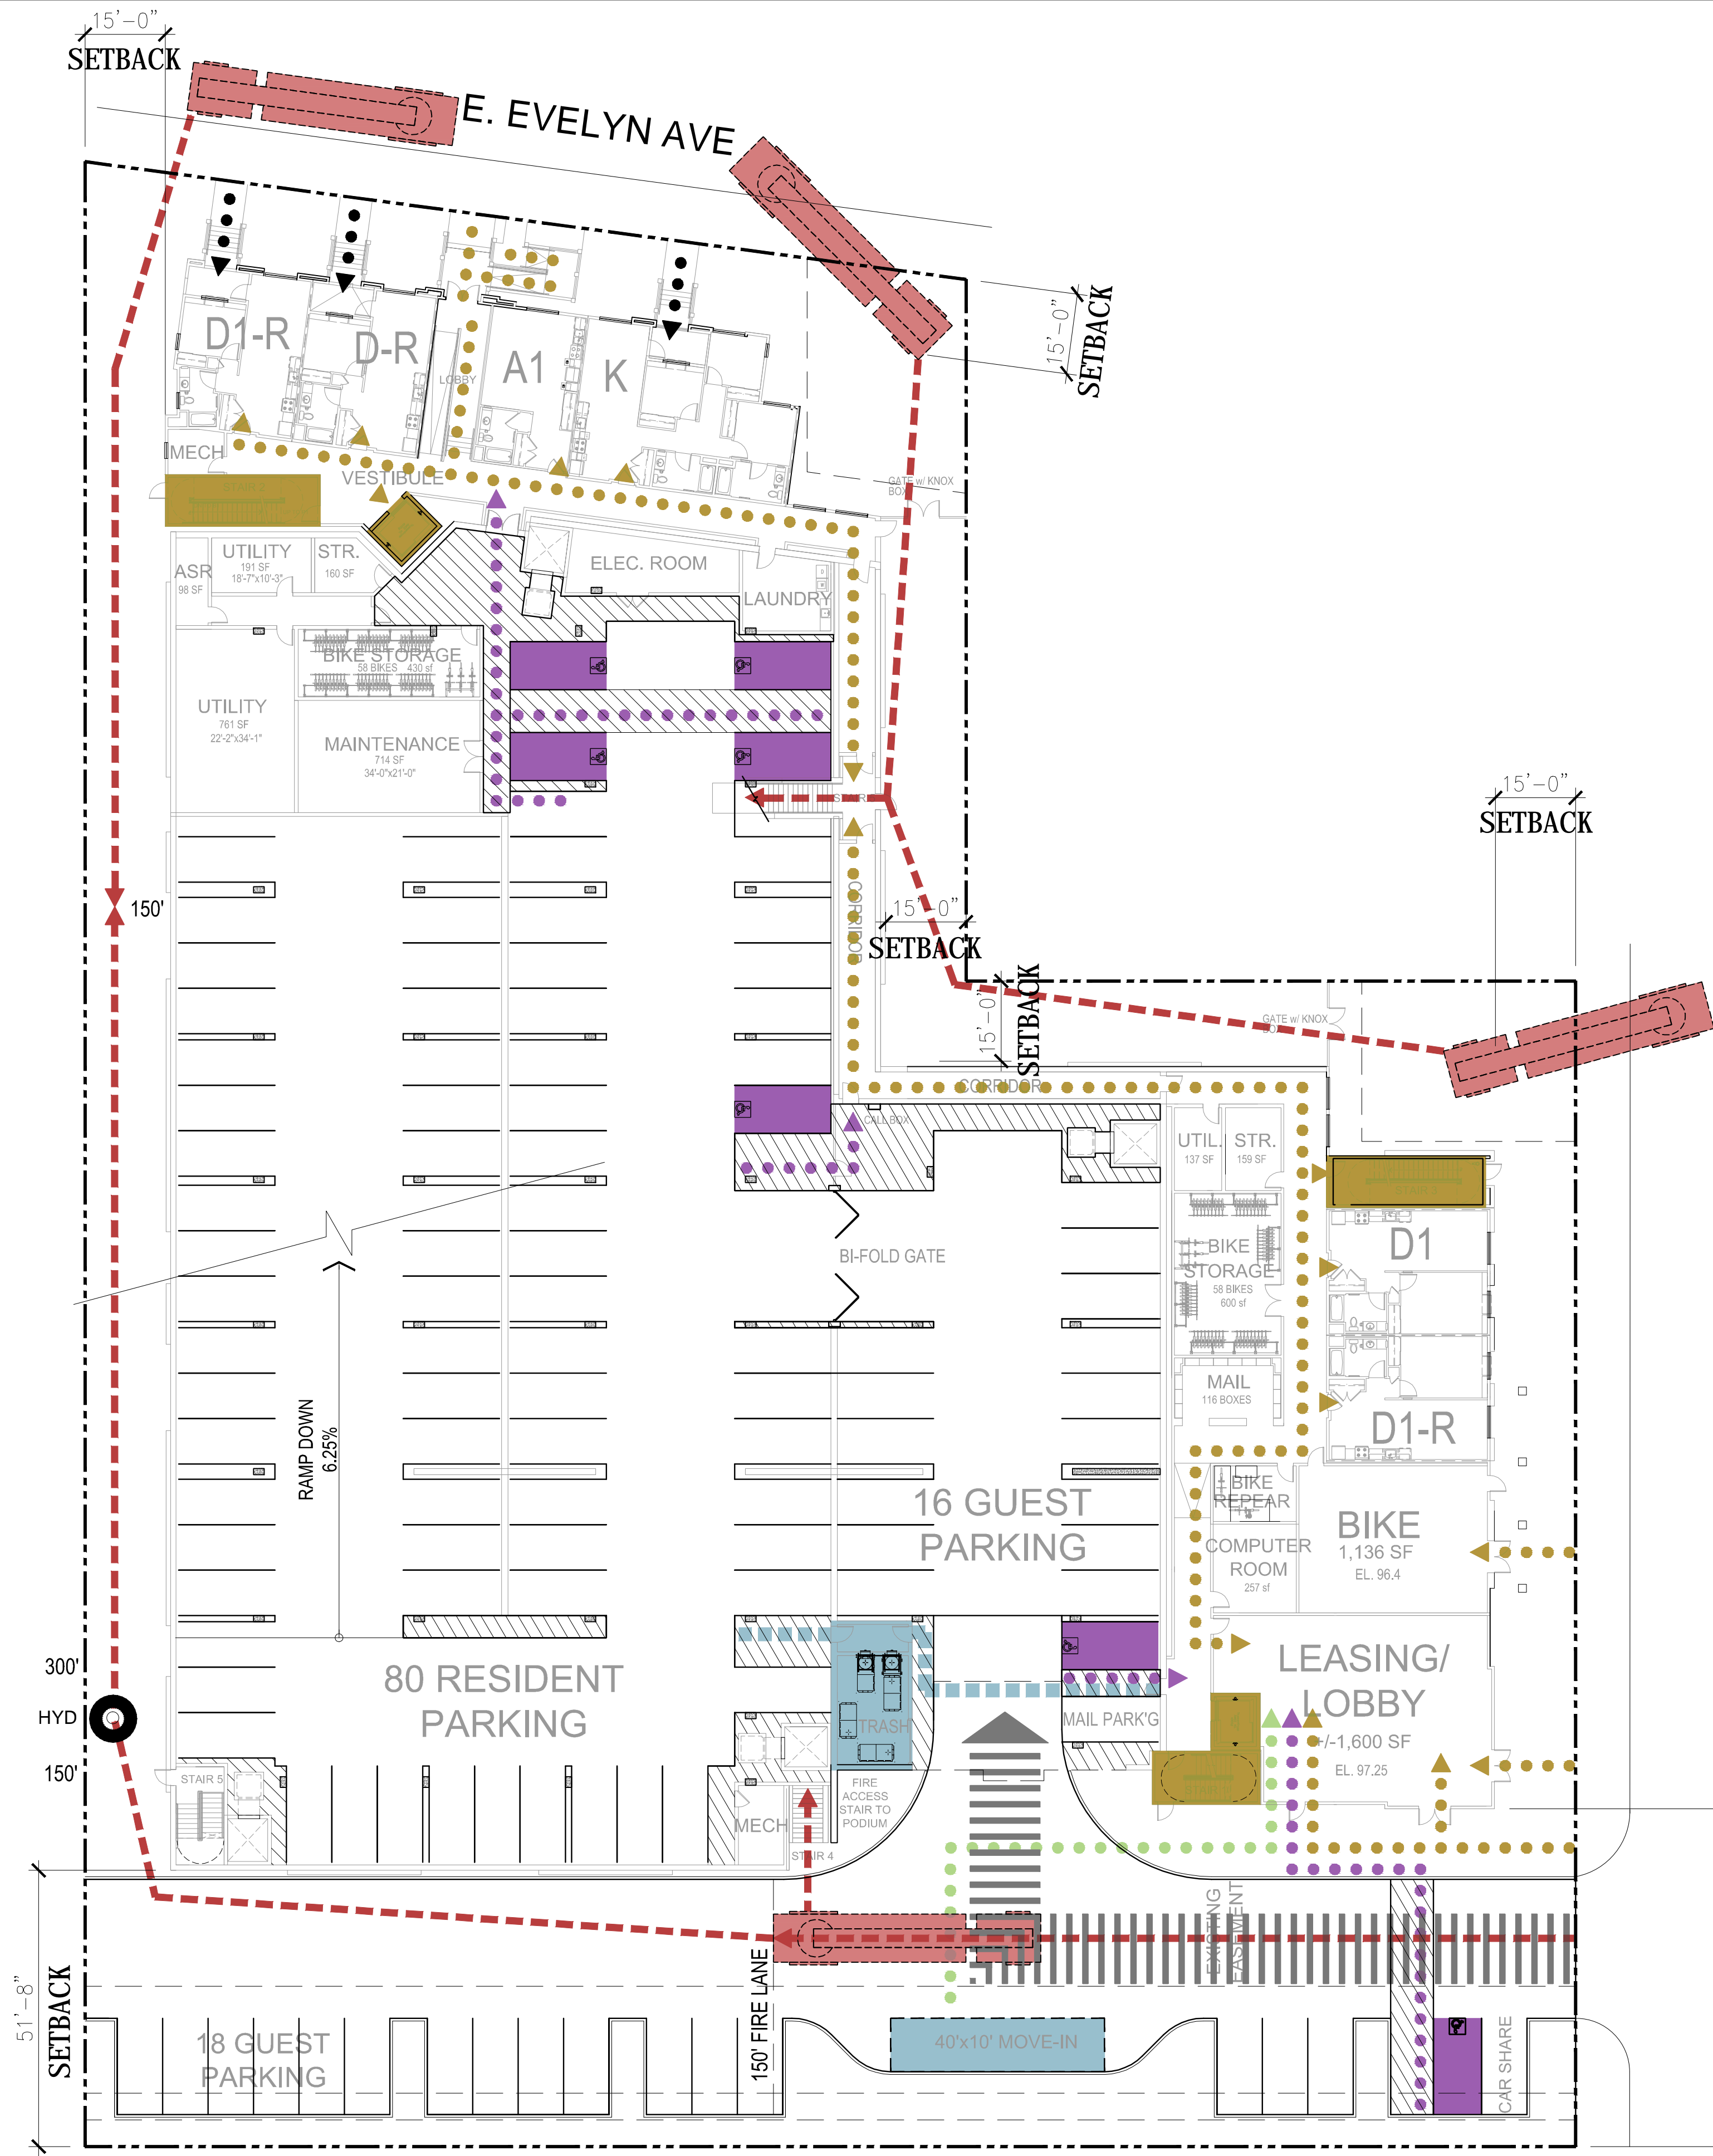 15'-0"
SETBACK
E. EVELYN AVE
15'-0"
SETBACK
D1-R
D-R
LOBBY
A1
K
MECH
VESTIBULE
STAIR 2
GATE w/ KNOX
BOX
UTILITY
191 SF
18'-7"x10'-3"
STR.
160 SF
ASR
98 SF
ELEC. ROOM
LAUNDRY
BIKE STORAGE
58 BIKES 430 sf
UTILITY
761 SF
22'-2"x34'-1"
MAINTENANCE
714 SF
34'-0"x21'-0"
15'-0"
SETBACK
150'
CORRIDOR
15'-0"
SETBACK
15'-0"
SETBACK
GATE w/ KNOX
BOX
CORRIDOR
CALL BOX
UTIL.
137 SF
STR.
159 SF
BI-FOLD GATE
BIKE
STORAGE
58 BIKES
600 sf
D1
MAIL
116 BOXES
D1-R
RAMP DOWN
6.25%
16 GUEST
PARKING
BIKE
REPEAR
BIKE
1,136 SF
EL. 96.4
COMPUTER
ROOM
257 sf
300'
HYD
150'
80 RESIDENT
PARKING
TRASH
MAIL PARK'G
LEASING/
LOBBY
+/-1,600 SF
EL. 97.25
STAIR 5
MECH
FIRE
ACCESS
STAIR TO
PODIUM
STAIR 4
EXISTING
EASEMENT
51'-8"
SETBACK
18 GUEST
PARKING
150' FIRE LANE
40'x10' MOVE-IN
CAR SHARE